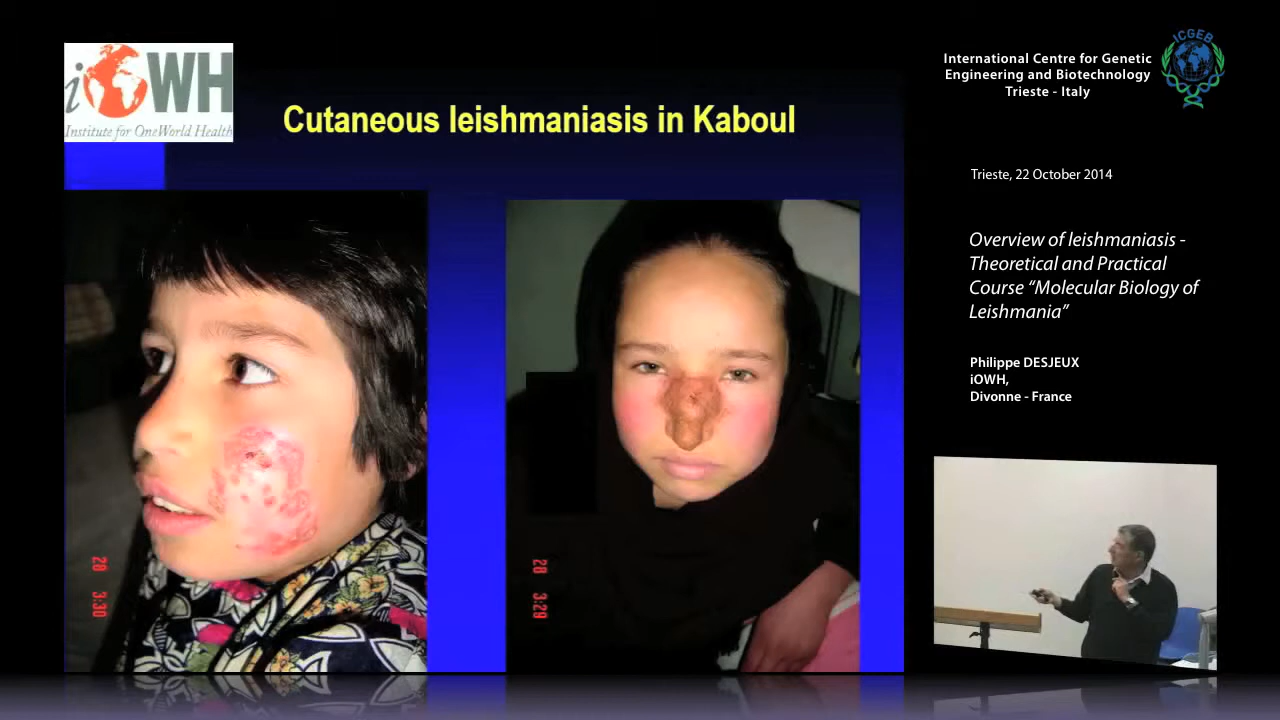 iOWH
Institute for OneWorld Health
Cutaneous leishmaniasis in Kaboul
28 3:30
28 3:29
International Centre for Genetic
Engineering and Biotechnology
Trieste - Italy
ICGEB
Trieste, 22 October 2014
Overview of leishmaniasis -
Theoretical and Practical
Course “Molecular Biology of
Leishmania”
Philippe DESJEUX
iOWH,
Divonne - France